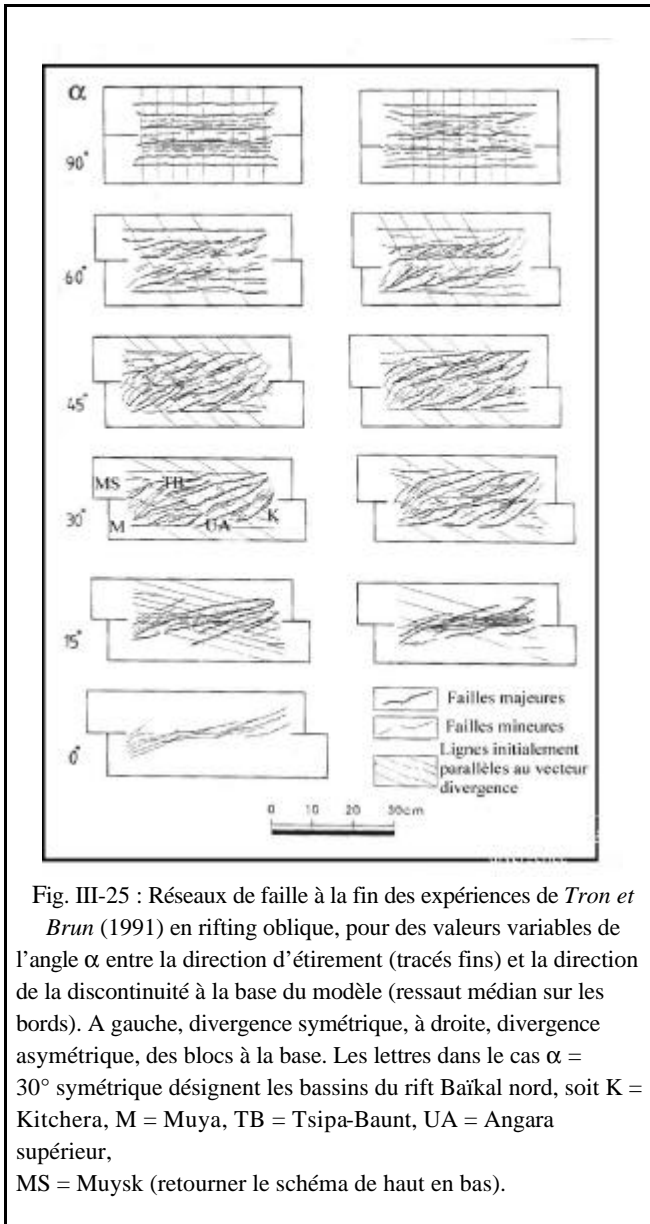 α
90°
60°
45°
30°
MS TB
M UA K
15°
0°
Failles majeures
Failles mineures
Lignes initialement
parallèles au vecteur
divergence
0 10 20 30cm
Fig. III-25 : Réseaux de faille à la fin des expériences de Tron et
Brun (1991) en rifting oblique, pour des valeurs variables de
l’angle α entre la direction d’étirement (tracés fins) et la direction
de la discontinuité à la base du modèle (ressaut médian sur les
bords). A gauche, divergence symétrique, à droite, divergence
asymétrique, des blocs à la base. Les lettres dans le cas α =
30° symétrique désignent les bassins du rift Baïkal nord, soit K =
Kitchera, M = Muya, TB = Tsipa-Baunt, UA = Angara
supérieur,
MS = Muysk (retourner le schéma de haut en bas).